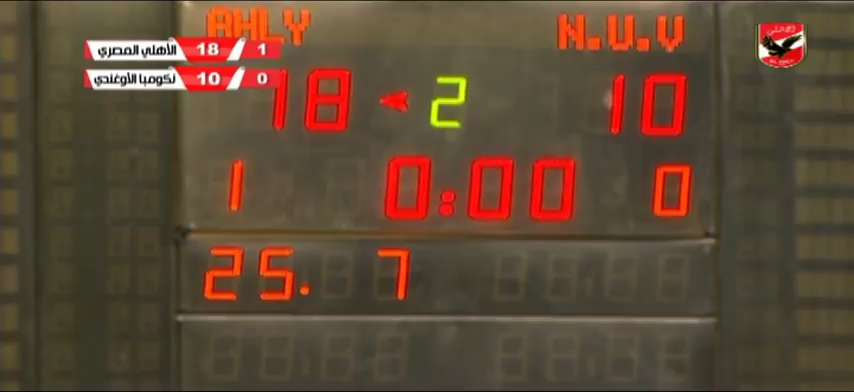 AHLY N.U.V
الأهلي المصري 18 1
نكومبا الأوغندي 10 0
18 2 10
1 0:00 0
25. 7